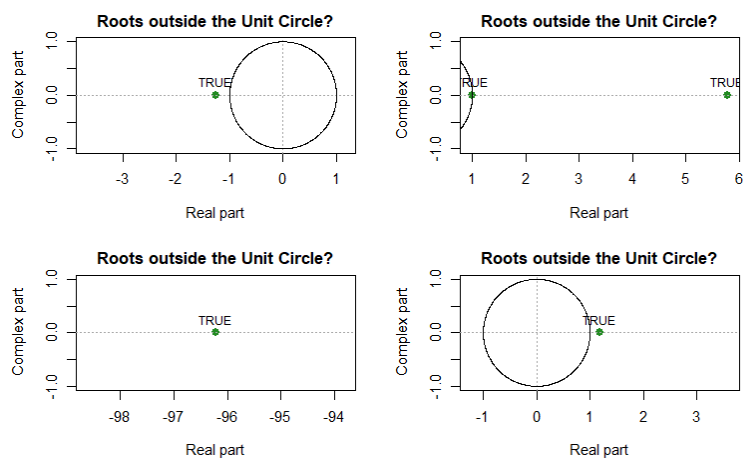 Roots outside the Unit Circle?
Complex part
1.0
0.0
-1.0
TRUE
-3 -2 -1 0 1
Real part
Roots outside the Unit Circle?
Complex part
1.0
0.0
-1.0
RUE TRUE
1 2 3 4 5 6
Real part
Roots outside the Unit Circle?
Complex part
1.0
0.0
-1.0
TRUE
-98 -97 -96 -95 -94
Real part
Roots outside the Unit Circle?
Complex part
1.0
0.0
-1.0
TRUE
-1 0 1 2 3
Real part